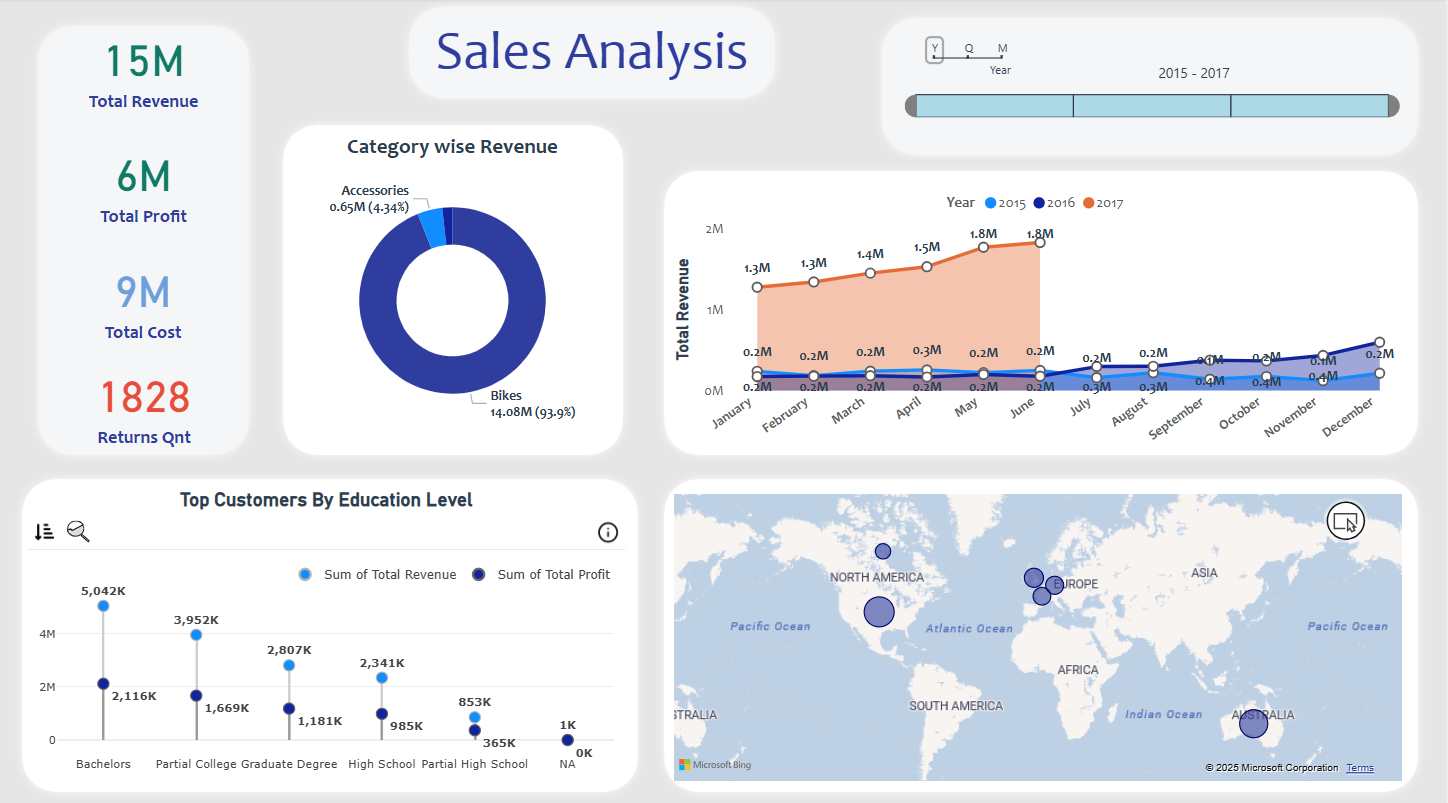 Sales Analysis
15M
Total Revenue
6M
Total Profit
9M
Total Cost
1828
Returns Qnt
Y Q M
Year
2015 - 2017
Category wise Revenue
Accessories
0.65M (4.34%)
Bikes
14.08M (93.9%)
Year 2015 2016 2017
Total Revenue
2M
1M
0M
1.3M 1.3M 1.4M 1.5M 1.8M 1.8M
0.2M 0.2M 0.2M 0.3M 0.2M 0.2M 0.2M 0.2M 0.1M 0.2M 0.1M 0.2M
0.2M 0.2M 0.2M 0.2M 0.2M 0.2M 0.3M 0.3M 0.4M 0.4M 0.4M
January February March April May June July August September October November December
Top Customers By Education Level
Sum of Total Revenue Sum of Total Profit
4M
2M
0
5,042K
2,116K
3,952K
1,669K
2,807K
1,181K
2,341K
985K
853K
365K
1K
0K
Bachelors Partial College Graduate Degree High School Partial High School NA
NORTH AMERICA
EUROPE
ASIA
Pacific Ocean
Atlantic Ocean
Pacific Ocean
AFRICA
SOUTH AMERICA
Indian Ocean
STRALIA
AUSTRALIA
Microsoft Bing
© 2025 Microsoft Corporation Terms